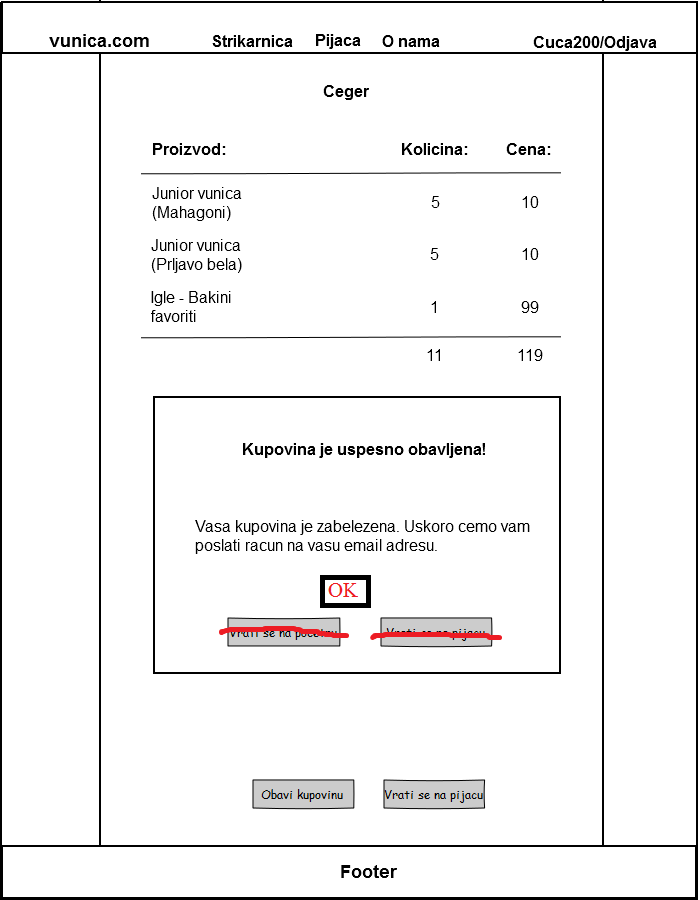 vunica.com Strikarnica Pijaca O nama Cuca200/Odjava
Ceger
Proizvod: Kolicina: Cena:
Junior vunica
(Mahagoni) 5 10
Junior vunica
(Prljavo bela) 5 10
Igle - Bakini
favoriti 1 99
11 119
Kupovina je uspesno obavljena!
Vasa kupovina je zabelezena. Uskoro cemo vam
poslati racun na vasu email adresu.
OK
Vrati se na pocetnu Vrati se na pijacu
Obavi kupovinu Vrati se na pijacu
Footer